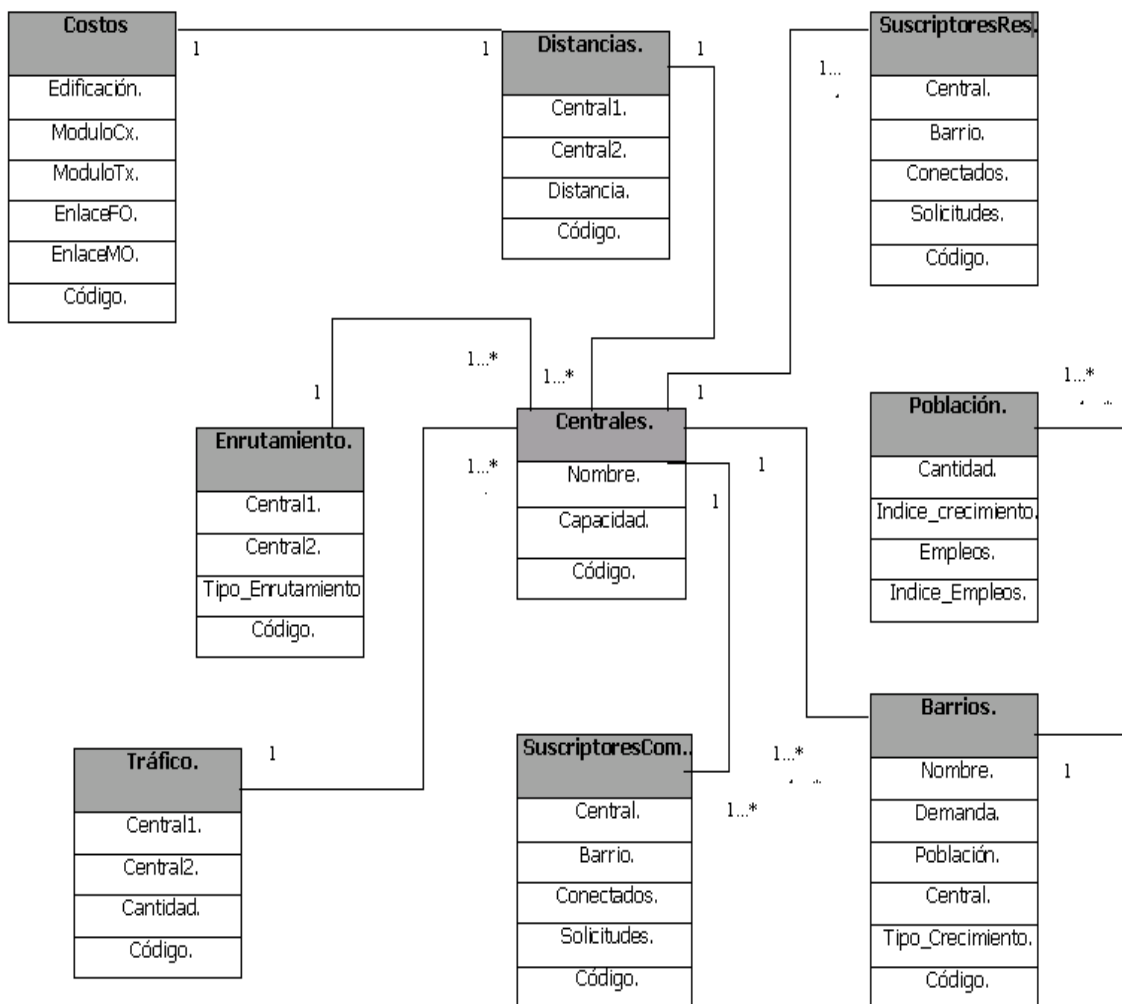 Costos
Edificación.
ModuloCx.
ModuloTx.
EnlaceFO.
EnlaceMO.
Código.
1
1
Distancias.
Central1.
Central2.
Distancia.
Código.
1
SuscriptoresRes.
Central.
Barrio.
Conectados.
Solicitudes.
Código.
1...
1...*
1...*
1
1
Enrutamiento.
Central1.
Central2.
Tipo_Enrutamiento
Código.
1...*
Centrales.
Nombre.
Capacidad.
Código.
1
1
1...*
Población.
Cantidad.
Indice_crecimiento.
Empleos.
Indice_Empleos.
Tráfico.
Central1.
Central2.
Cantidad.
Código.
1
SuscriptoresCom..
Central.
Barrio.
Conectados.
Solicitudes.
Código.
1...*
1...*
Barrios.
Nombre.
Demanda.
Población.
Central.
Tipo_Crecimiento.
Código.
1